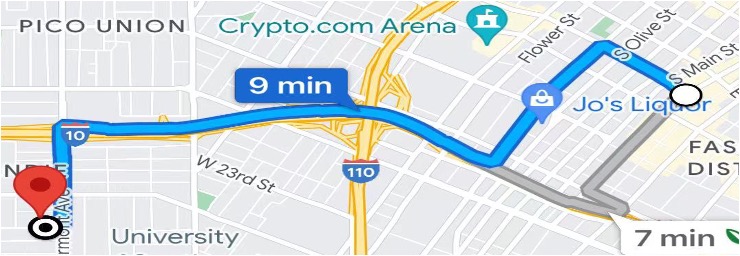 PICO UNION
Crypto.com Arena
Flower St
S Olive St
S Main St
9 min
Jo's Liquor
10
W 23rd St
110
FAS
DIST
University
7 min